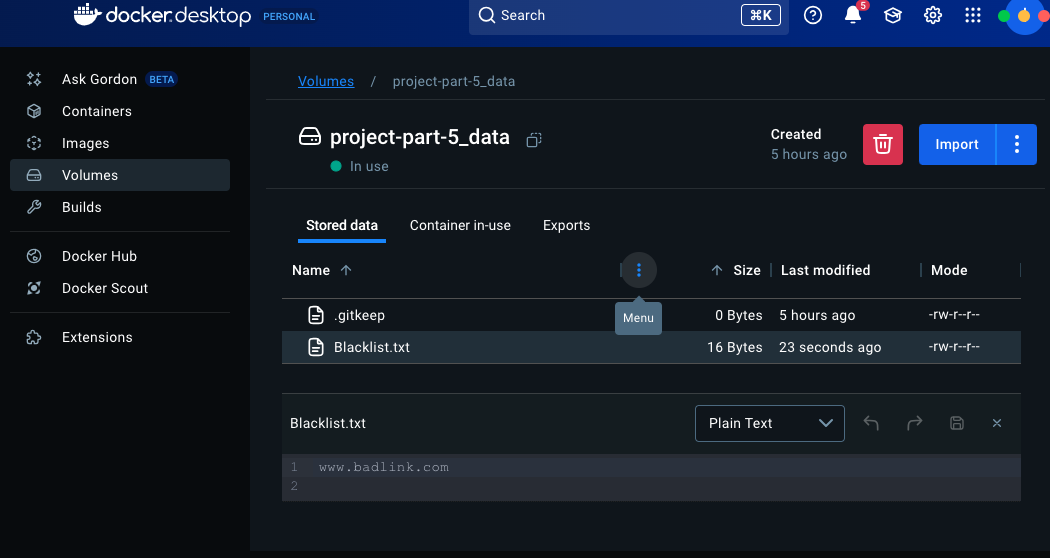 docker.desktop PERSONAL Search ⌘K 5
Ask Gordon BETA
Containers
Images
Volumes
Builds
Docker Hub
Docker Scout
Extensions
Volumes / project-part-5_data
project-part-5_data
In use
Created
5 hours ago
Import
Stored data Container in-use Exports
Name Size Last modified Mode
Menu
.gitkeep 0 Bytes 5 hours ago -rw-r--r--
Blacklist.txt 16 Bytes 23 seconds ago -rw-r--r--
Blacklist.txt Plain Text
1 www.badlink.com
2